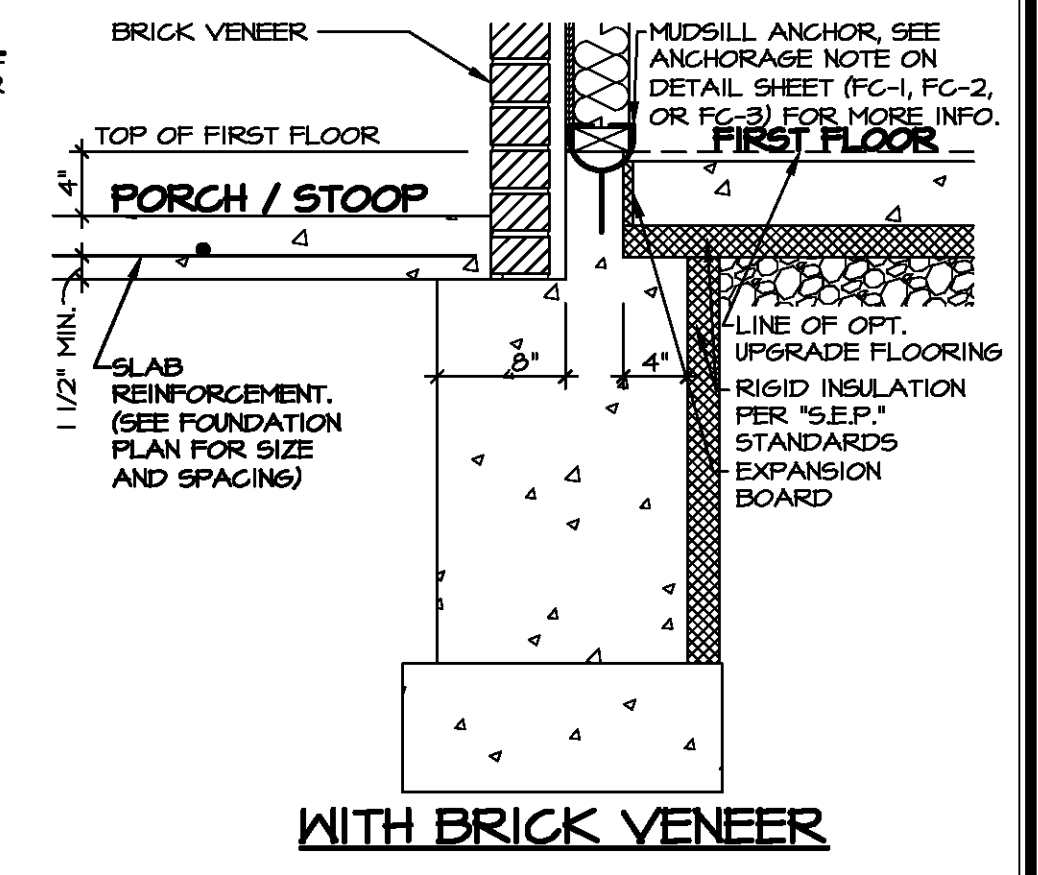 BRICK VENEER
MUDSILL ANCHOR, SEE
ANCHORAGE NOTE ON
DETAIL SHEET (FC-1, FC-2,
OR FC-3) FOR MORE INFO.
TOP OF FIRST FLOOR
FIRST FLOOR
4"
PORCH / STOOP
1 1/2" MIN.
SLAB
REINFORCEMENT.
(SEE FOUNDATION
PLAN FOR SIZE
AND SPACING)
8"
4"
LINE OF OPT.
UPGRADE FLOORING
RIGID INSULATION
PER "S.E.P."
STANDARDS
EXPANSION
BOARD
WITH BRICK VENEER